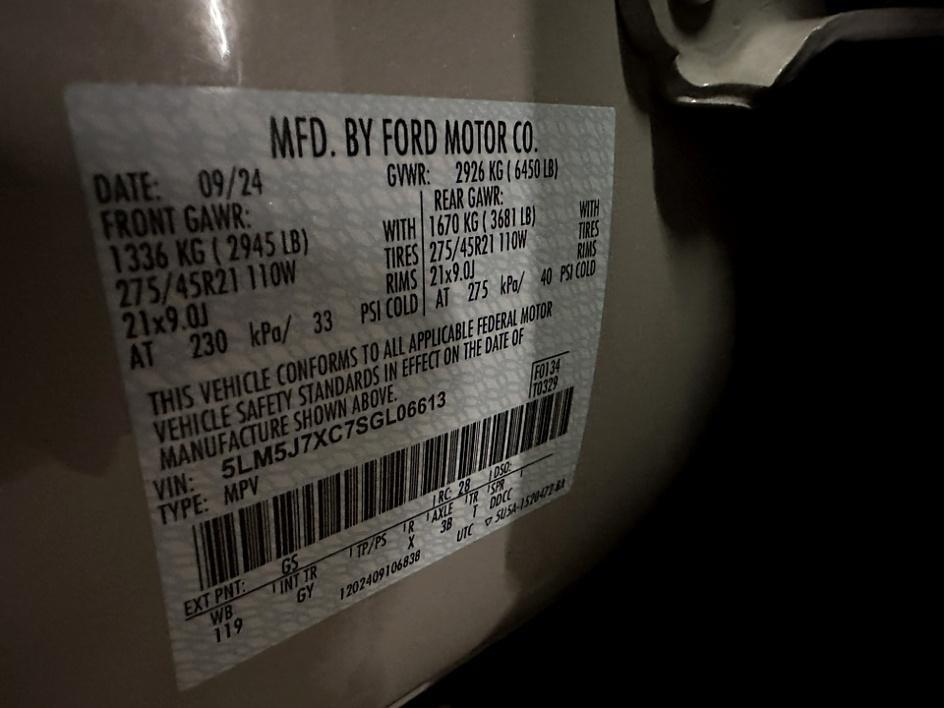 MFD. BY FORD MOTOR CO.
DATE: 09/24 GVWR: 2926 KG ( 6450 LB)
FRONT GAWR: REAR GAWR:
1336 KG ( 2945 LB) WITH 1670 KG ( 3681 LB) WITH
275/45R21 110W TIRES 275/45R21 110W TIRES
21x9.0J RIMS 21x9.0J RIMS
AT 230 kPa/ 33 PSI COLD AT 275 kPa/ 40 PSI COLD
THIS VEHICLE CONFORMS TO ALL APPLICABLE FEDERAL MOTOR
VEHICLE SAFETY STANDARDS IN EFFECT ON THE DATE OF
MANUFACTURE SHOWN ABOVE.
F0134
T0329
VIN: 5LM5J7XC7SGL06613
TYPE: MPV
EXT PNT: GS RC: 28 DSO:
WB INT TR TP/PS R AXLE TR SPR
119 GY X 3B T DDCC
1202409106838 UTC ▽ SU5A-1520472-BA